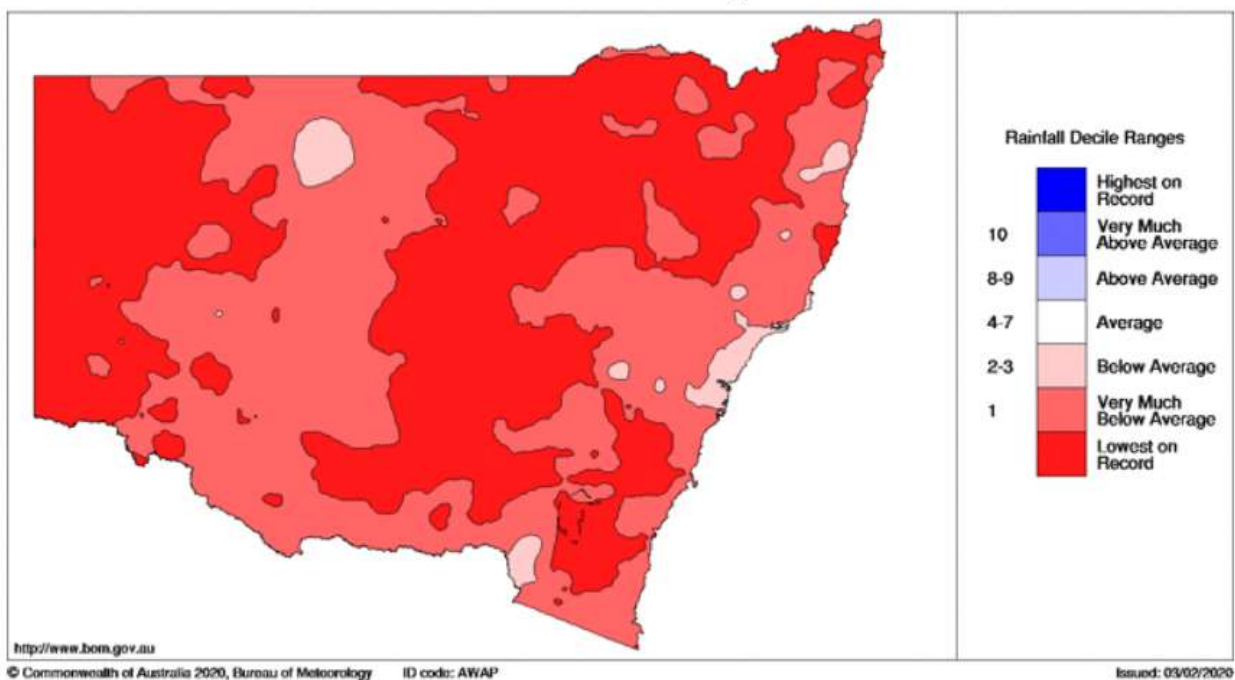 Rainfall Decile Ranges
Highest on
Record
10
Very Much
Above Average
8-9
Above Average
4-7
Average
2-3
Below Average
1
Very Much
Below Average
Lowest on
Record
http://www.bom.gov.au
© Commonwealth of Australia 2020, Bureau of Meteorology
ID code: AWAP
Issued: 03/02/2020